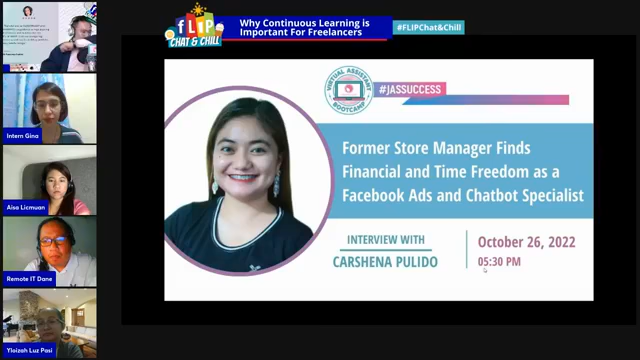 FLIP
CHAT & CHILL
Why Continuous Learning is
Important For Freelancers
#FLIPChat&Chill
VIRTUAL ASSISTANT
BOOTCAMP
#JASSUCCESS
Former Store Manager Finds
Financial and Time Freedom as a
Facebook Ads and Chatbot Specialist
INTERVIEW WITH
CARSHENA PULIDO
October 26, 2022
05:30 PM
Intern Gina
Aisa Licmuan
Remote IT Dane
Yloizah Luz Pasi